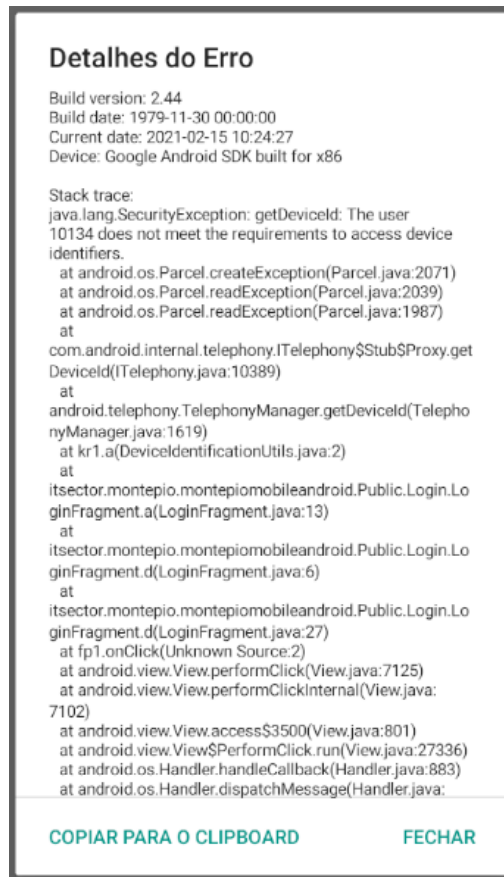 Detalhes do Erro
Build version: 2.44
Build date: 1979-11-30 00:00:00
Current date: 2021-02-15 10:24:27
Device: Google Android SDK built for x86
Stack trace:
java.lang.SecurityException: getDeviceId: The user
10134 does not meet the requirements to access device
identifiers.
at android.os.Parcel.createException(Parcel.java:2071)
at android.os.Parcel.readException(Parcel.java:2039)
at android.os.Parcel.readException(Parcel.java:1987)
at
com.android.internal.telephony.ITelephony$Stub$Proxy.get
DeviceId(ITelephony.java:10389)
at
android.telephony.TelephonyManager.getDeviceId(Telepho
nyManager.java:1619)
at kr1.a(DeviceIdentificationUtils.java:2)
at
itsector.montepio.montepiomobileandroid.Public.Login.Lo
ginFragment.a(LoginFragment.java:13)
at
itsector.montepio.montepiomobileandroid.Public.Login.Lo
ginFragment.d(LoginFragment.java:6)
at
itsector.montepio.montepiomobileandroid.Public.Login.Lo
ginFragment.d(LoginFragment.java:27)
at fp1.onClick(Unknown Source:2)
at android.view.View.performClick(View.java:7125)
at android.view.View.performClickInternal(View.java:
7102)
at android.view.View.access$3500(View.java:801)
at android.view.View$PerformClick.run(View.java:27336)
at android.os.Handler.handleCallback(Handler.java:883)
at android.os.Handler.dispatchMessage(Handler.java:
COPIAR PARA O CLIPBOARD
FECHAR